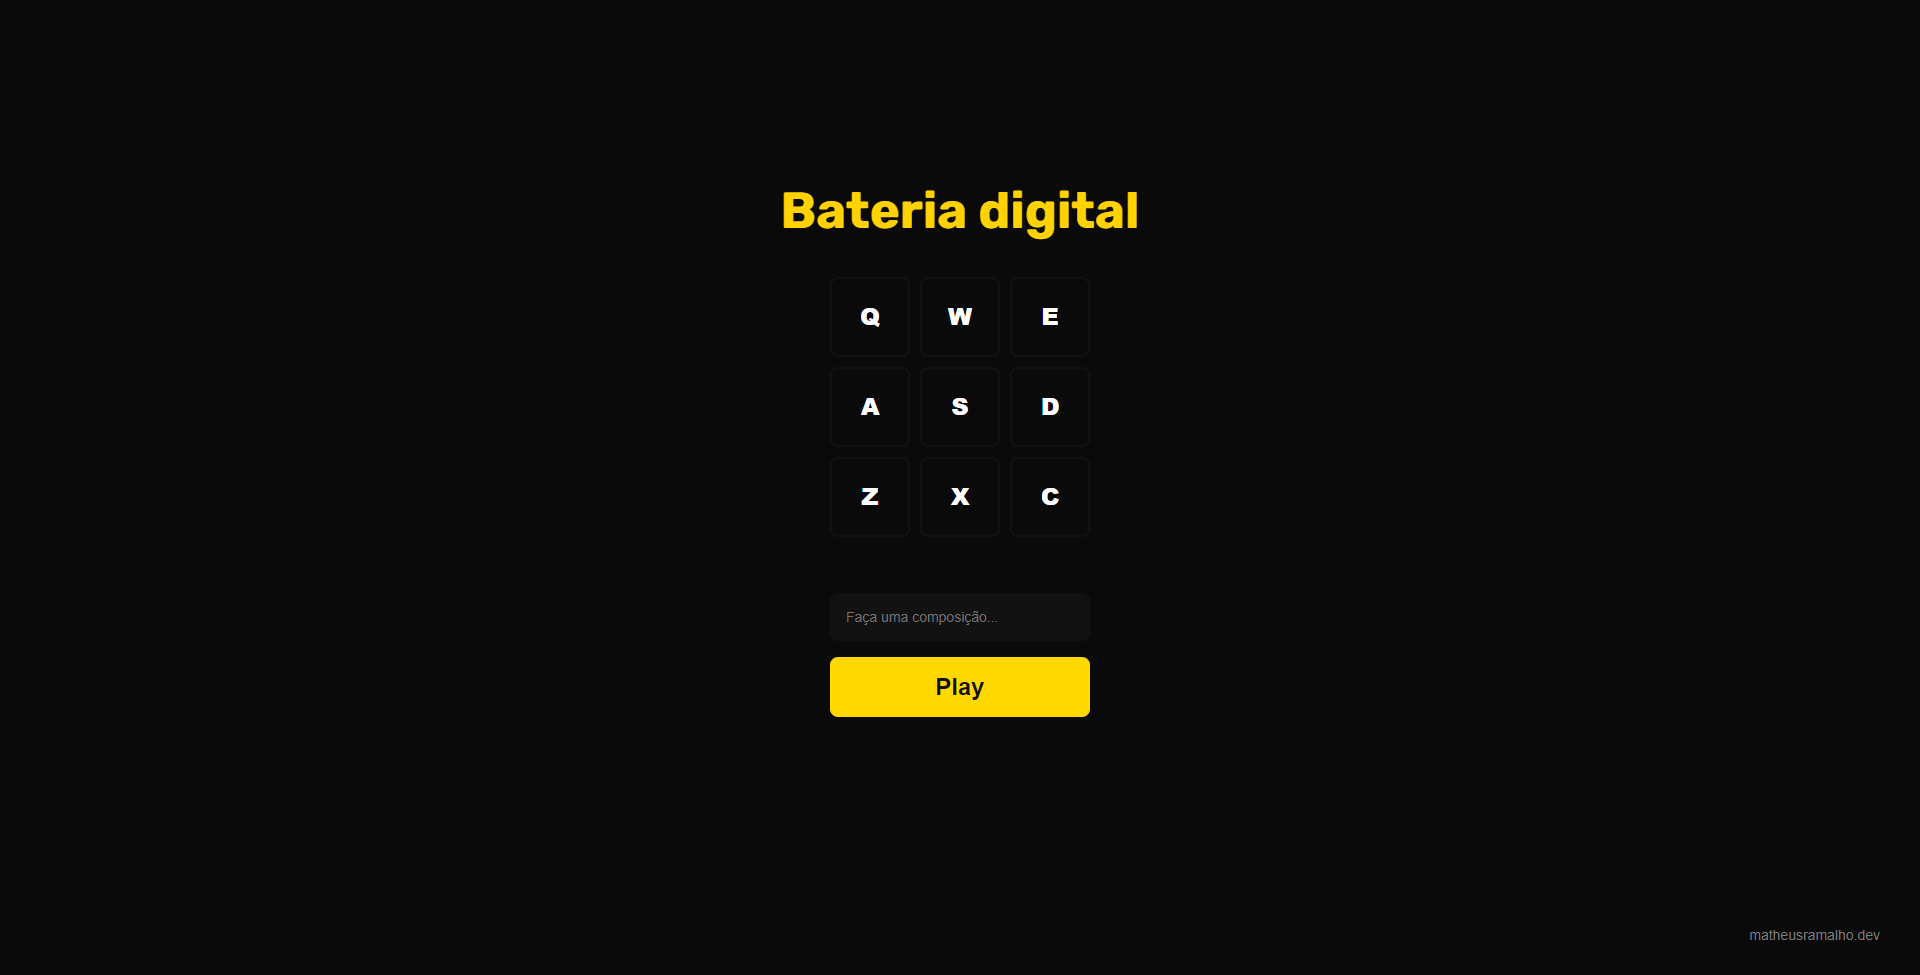 Bateria digital
Q W E
A S D
Z X C
Faça uma composição...
Play
matheusramalho.dev